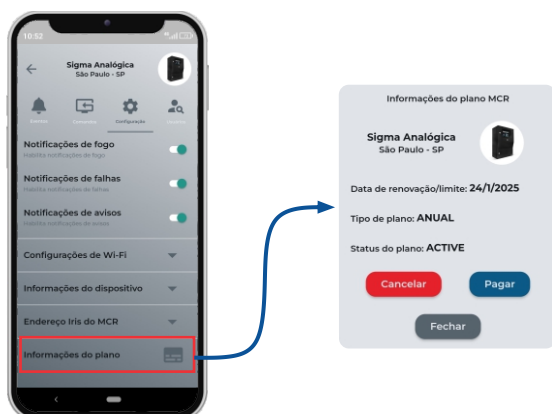 10:52
Sigma Analógica
São Paulo - SP
Eventos
Comandos
Configuração
Usuários
Notificações de fogo
Habilita notificações de fogo
Notificações de falhas
Habilita notificações de falhas
Notificações de avisos
Habilita notificações de avisos
Configurações de Wi-Fi
Informações do dispositivo
Endereço Iris do MCR
Informações do plano
Informações do plano MCR
Sigma Analógica
São Paulo - SP
Data de renovação/limite: 24/1/2025
Tipo de plano: ANUAL
Status do plano: ACTIVE
Cancelar
Pagar
Fechar